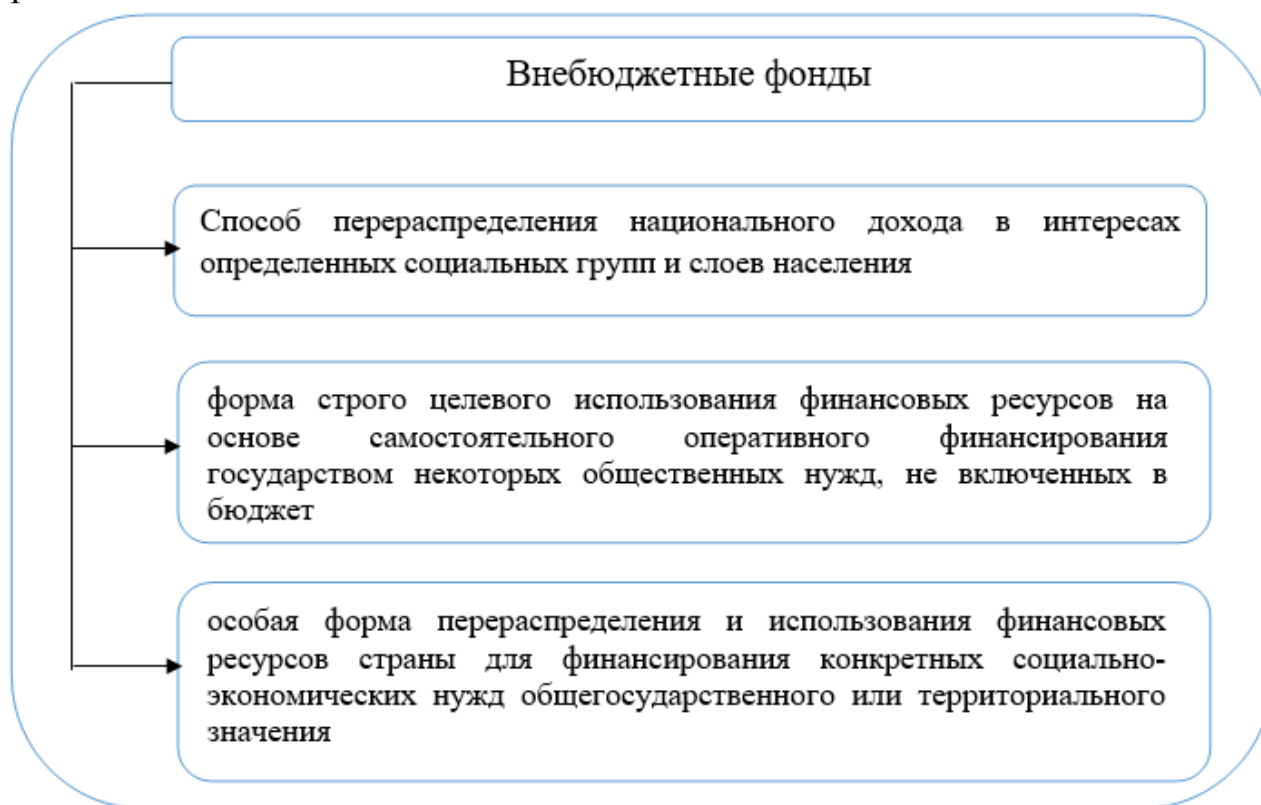 Внебюджетные фонды
Способ перераспределения национального дохода в интересах
определенных социальных групп и слоев населения
форма строго целевого использования финансовых ресурсов на
основе самостоятельного оперативного финансирования
государством некоторых общественных нужд, не включенных в
бюджет
особая форма перераспределения и использования финансовых
ресурсов страны для финансирования конкретных социально-
экономических нужд общегосударственного или территориального
значения